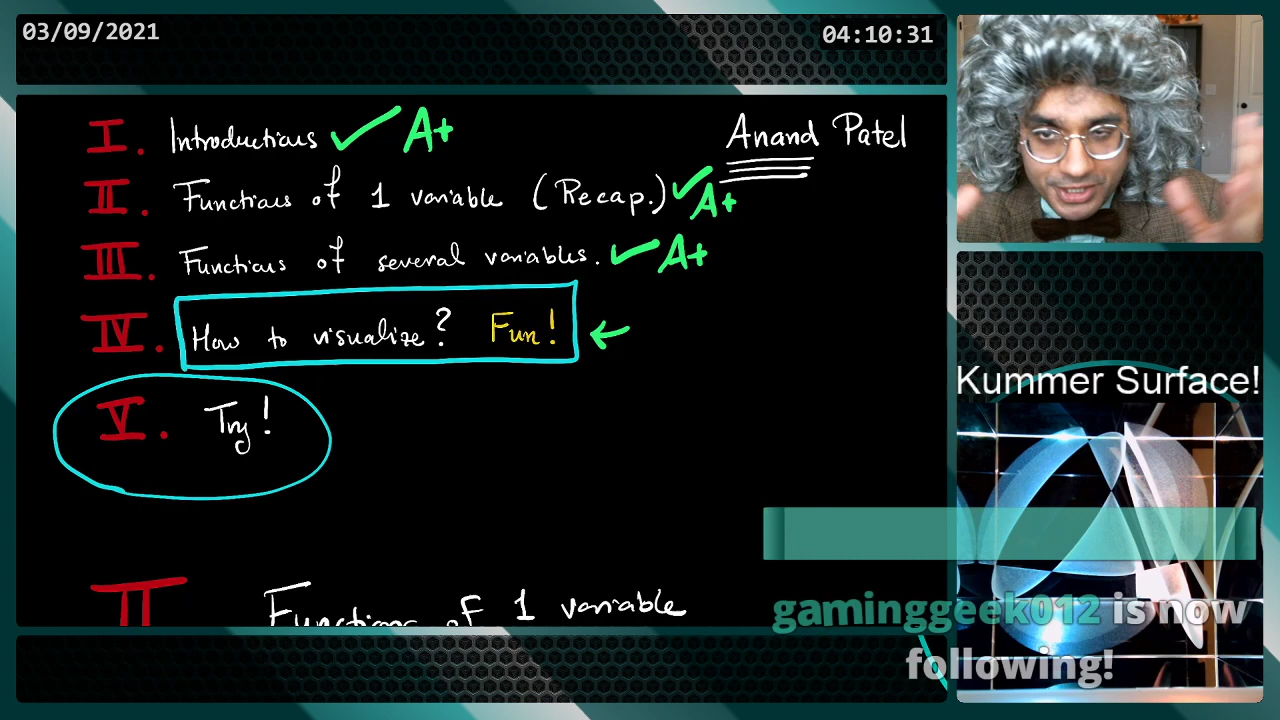 03/09/2021
04:10:31
I. Introductions ✓ A+
Anand Patel
II. Functions of 1 variable (Recap.) ✓ A+
III. Functions of several variables. ✓ A+
IV. How to visualize? Fun! ←
V. Try!
Kummer Surface!
II Functions of 1 variable
gaminggeek012 is now
following!